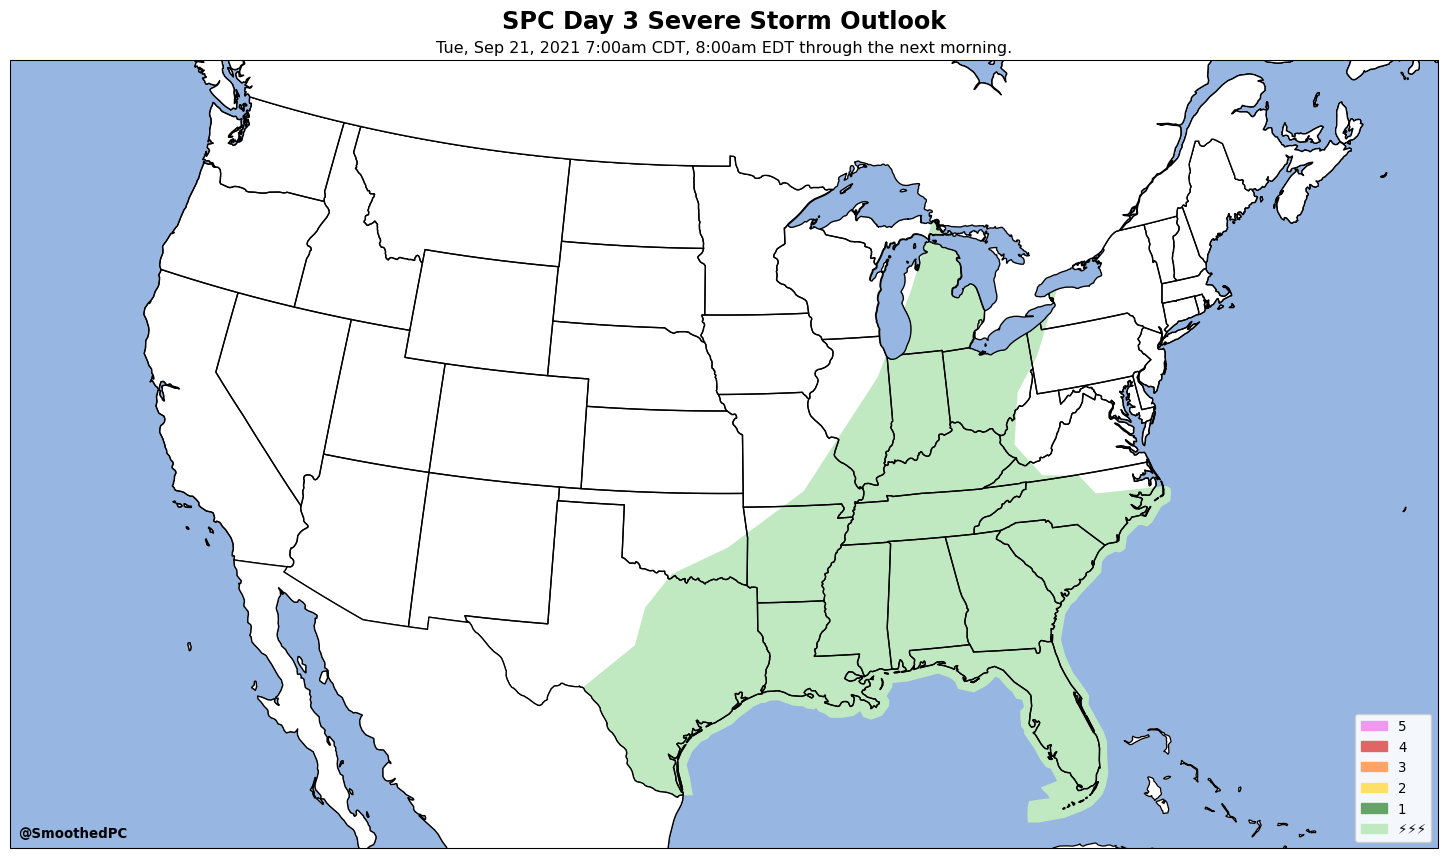 SPC Day 3 Severe Storm Outlook
Tue, Sep 21, 2021 7:00am CDT, 8:00am EDT through the next morning.
5
4
3
2
1
⚡⚡⚡
@SmoothedPC